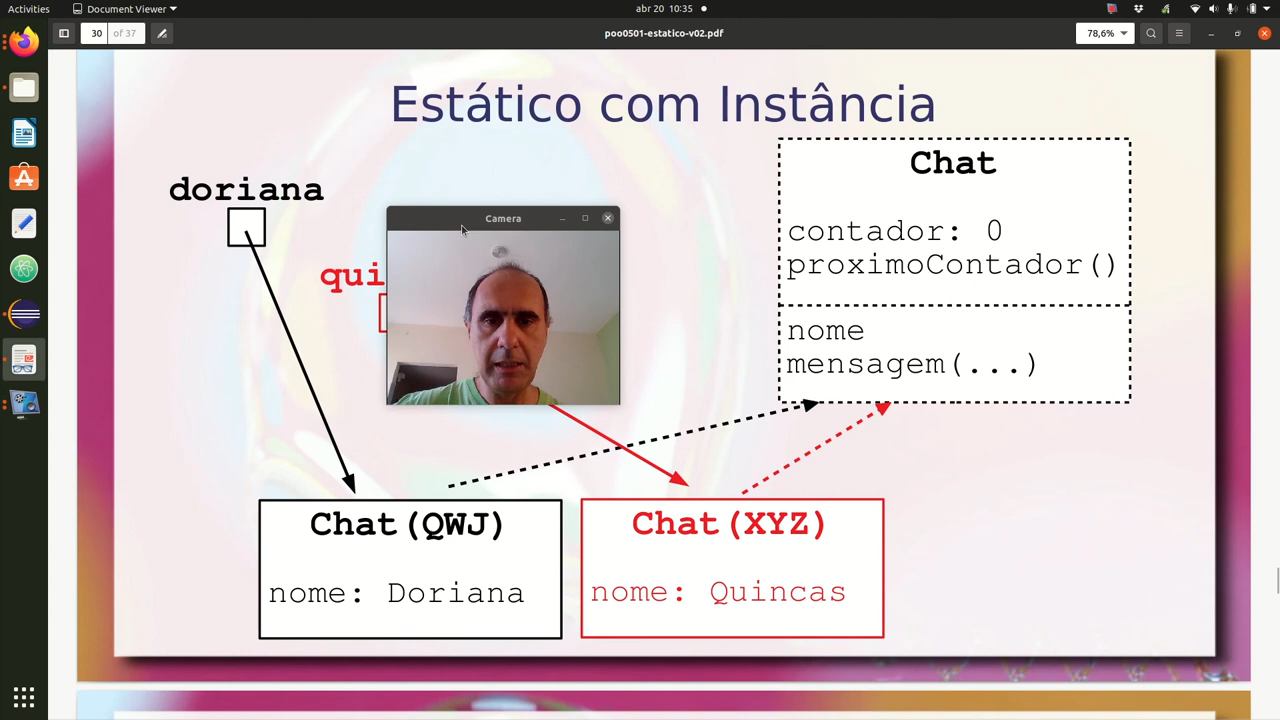 Activities
Document Viewer
abr 20 10:35
30 of 37
poo0501-estatico-v02.pdf
78,6%
Estático com Instância
doriana
Camera
Chat
contador: 0
proximoContador()
nome
mensagem(...)
Chat(QWJ)
nome: Doriana
Chat(XYZ)
nome: Quincas